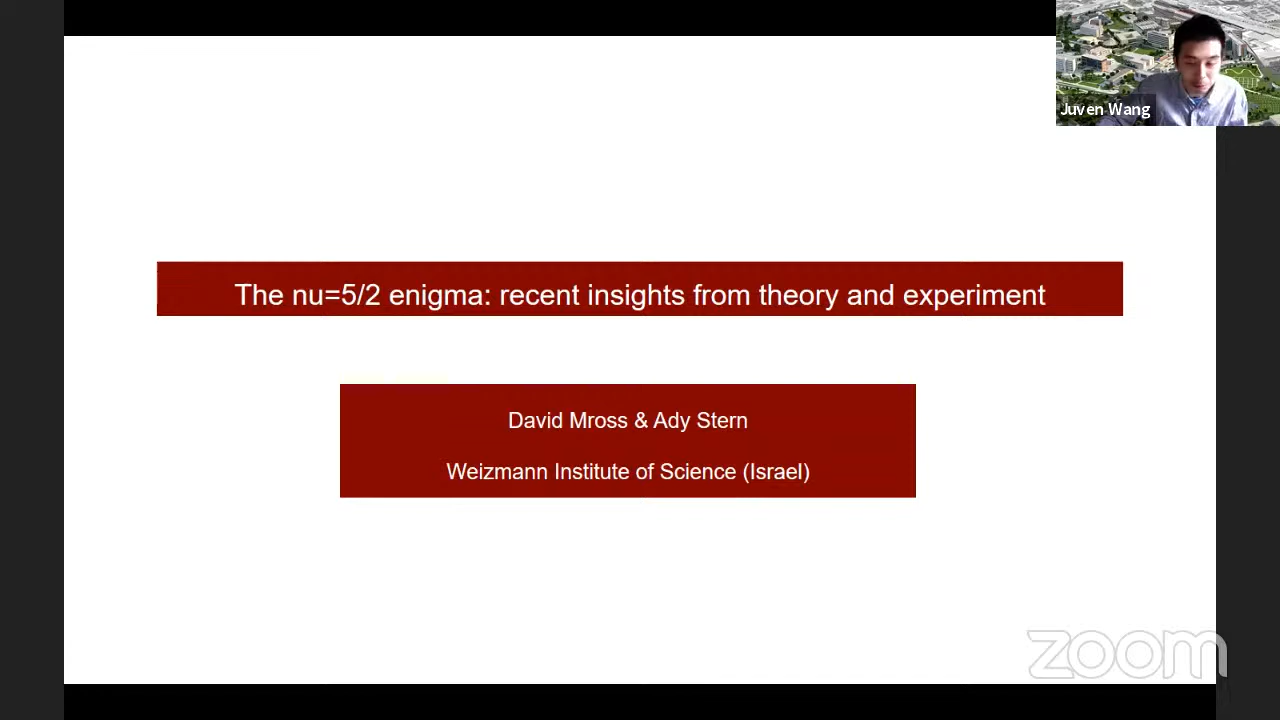 Juven Wang
The nu=5/2 enigma: recent insights from theory and experiment
David Mross & Ady Stern
Weizmann Institute of Science (Israel)
zoom